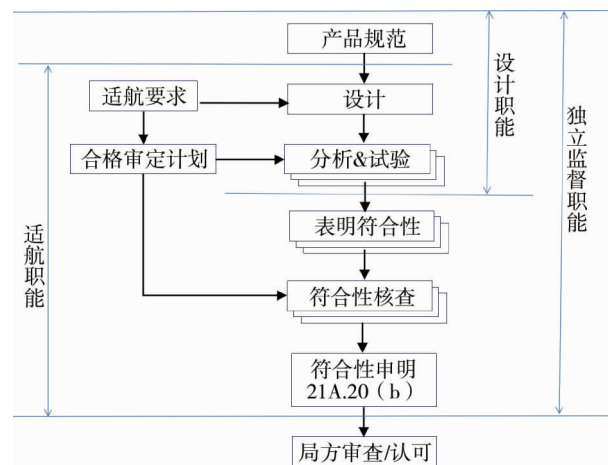 产品规范
适航要求
设计
合格审定计划
分析&试验
表明符合性
符合性核查
符合性申明
21A.20（b）
局方审查/认可
适航职能
设计职能
独立监督职能